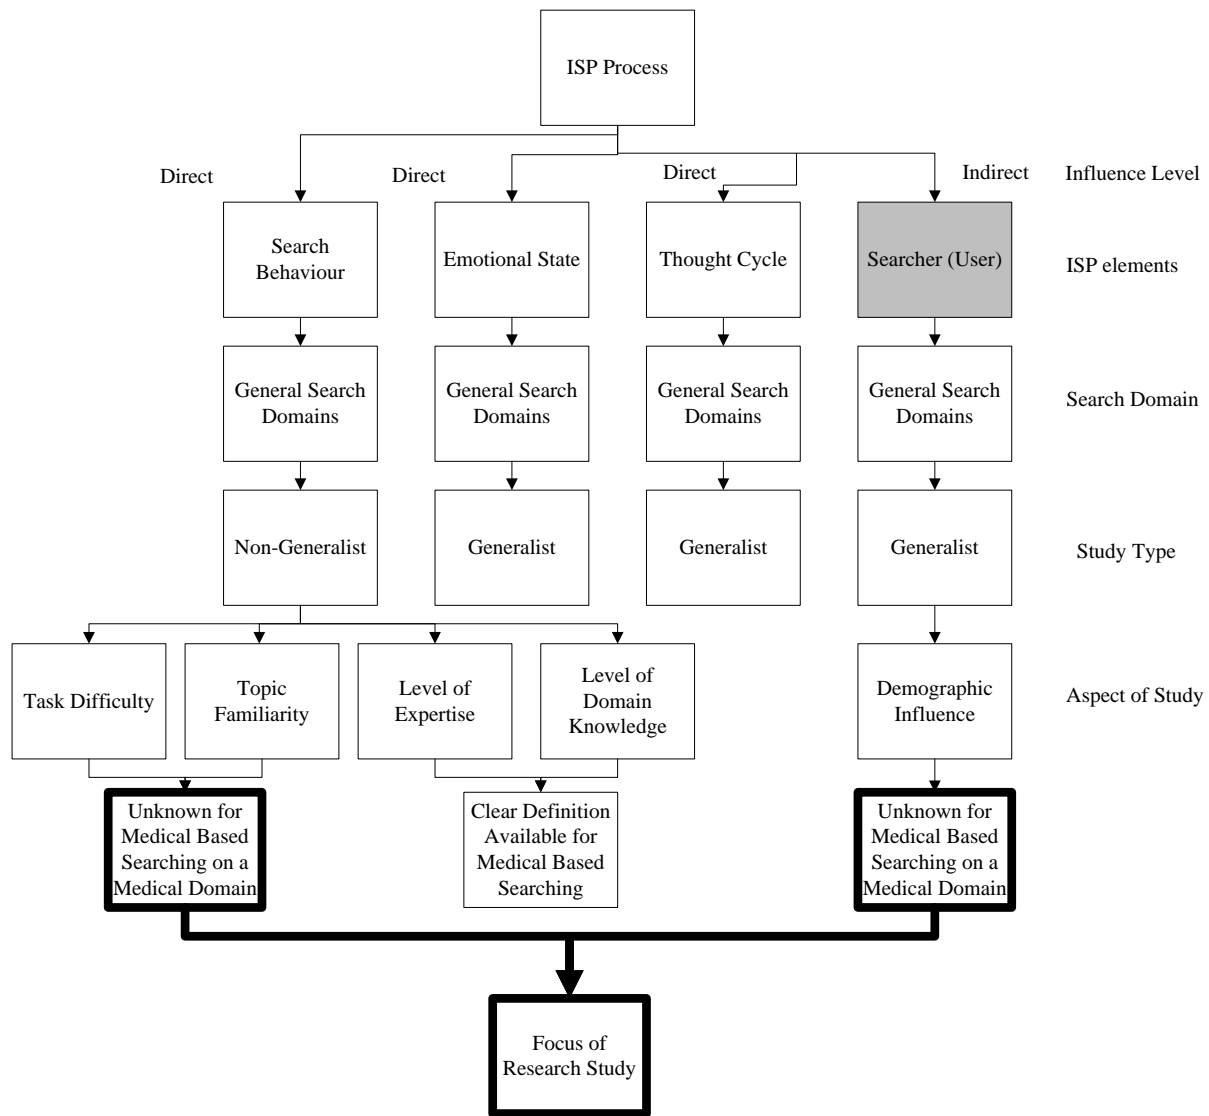 ISP Process
Direct
Direct
Direct
Indirect
Influence Level
Search
Behaviour
Emotional State
Thought Cycle
Searcher (User)
ISP elements
General Search
Domains
General Search
Domains
General Search
Domains
General Search
Domains
Search Domain
Non-Generalist
Generalist
Generalist
Generalist
Study Type
Task Difficulty
Topic
Familiarity
Level of
Expertise
Level of
Domain
Knowledge
Demographic
Influence
Aspect of Study
Unknown for
Medical Based
Searching on a
Medical Domain
Clear Definition
Available for
Medical Based
Searching
Unknown for
Medical Based
Searching on a
Medical Domain
Focus of
Research Study